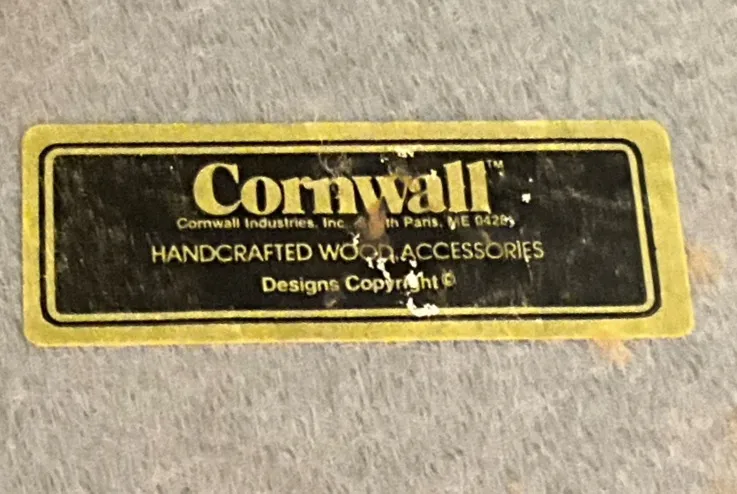 Cornwall™
Cornwall Industries, Inc. Paris, ME
HANDCRAFTED WOOD ACCESSORIES
Designs Copyright ©